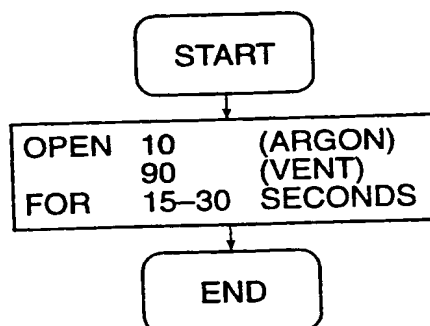 START
OPEN 10 (ARGON)
90 (VENT)
FOR 15–30 SECONDS
END